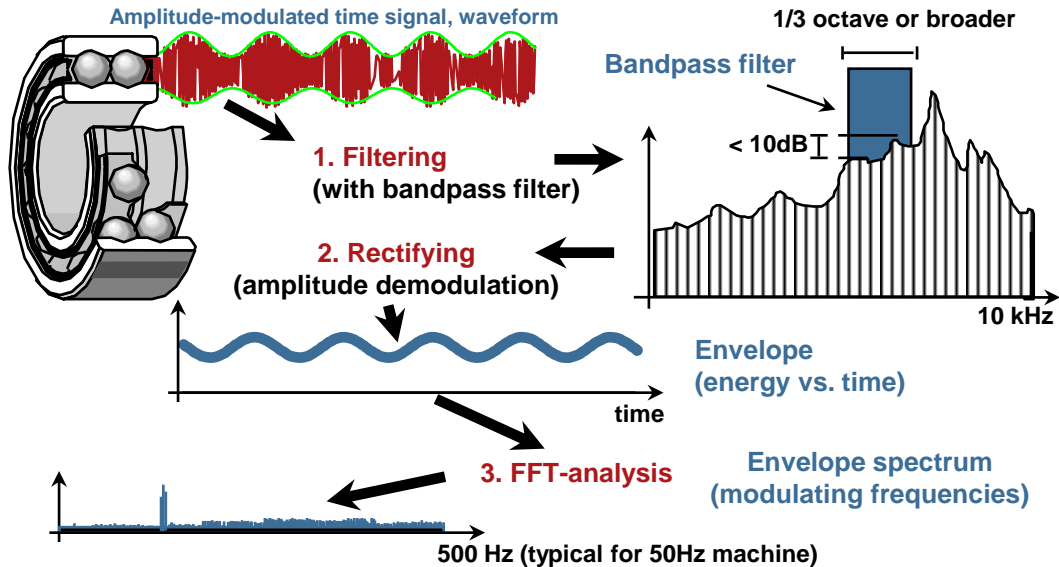 Amplitude-modulated time signal, waveform
1/3 octave or broader
Bandpass filter
< 10dB
1. Filtering
(with bandpass filter)
2. Rectifying
(amplitude demodulation)
10 kHz
Envelope
(energy vs. time)
time
3. FFT-analysis
Envelope spectrum
(modulating frequencies)
500 Hz (typical for 50Hz machine)